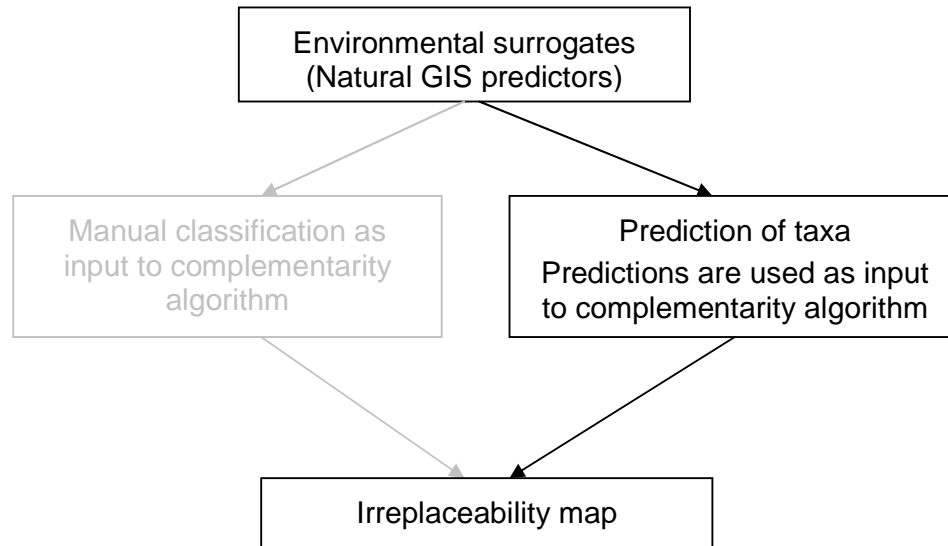 Environmental surrogates
(Natural GIS predictors)
Manual classification as
input to complementarity
algorithm
Prediction of taxa
Predictions are used as input
to complementarity algorithm
Irreplaceability map